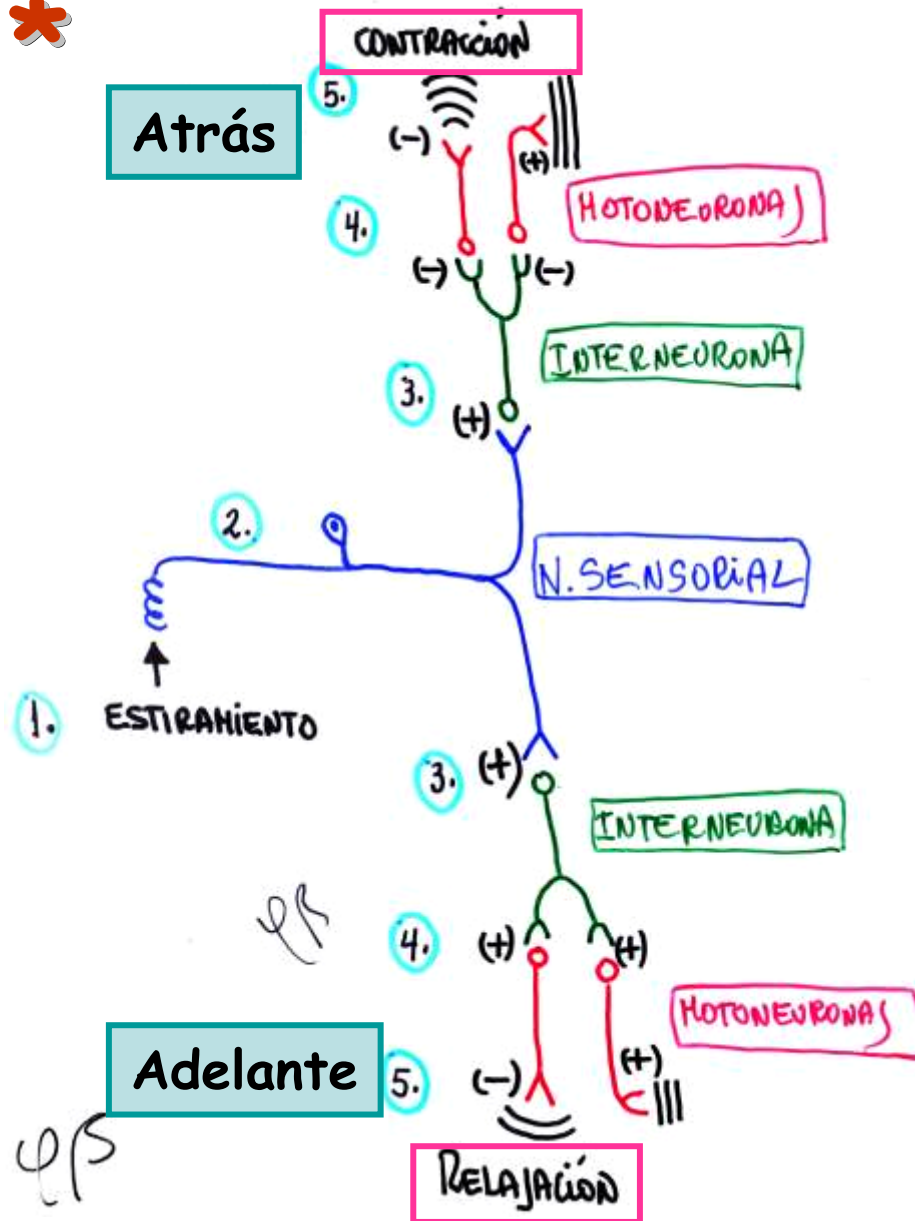 CONTRACCIÓN
5.
Atrás
(-)
(+)
MOTONEURONAS
4.
(-)
(-)
INTERNEURONA
3.
(+)
2.
N. SENSORIAL
1.
ESTIRAMIENTO
3.
(+)
INTERNEURONA
4.
(+)
(+)
MOTONEURONAS
Adelante
5.
(-)
(+)
RELAJACIÓN